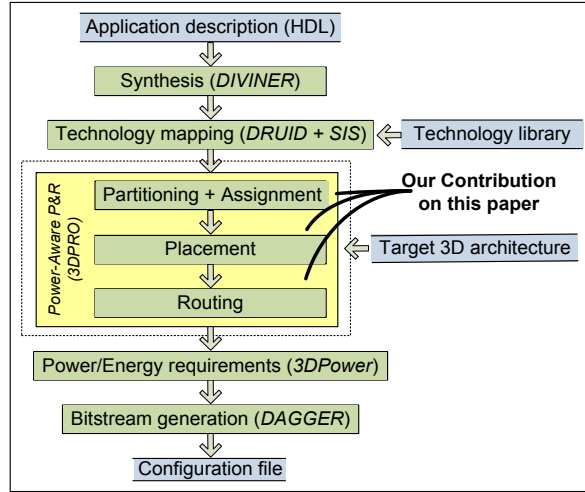 Application description (HDL)
Synthesis (DIVINER)
Technology mapping (DRUID + SIS)
Technology library
Power-Aware P&R
(3DPRO)
Partitioning + Assignment
Our Contribution
on this paper
Placement
Target 3D architecture
Routing
Power/Energy requirements (3DPower)
Bitstream generation (DAGGER)
Configuration file